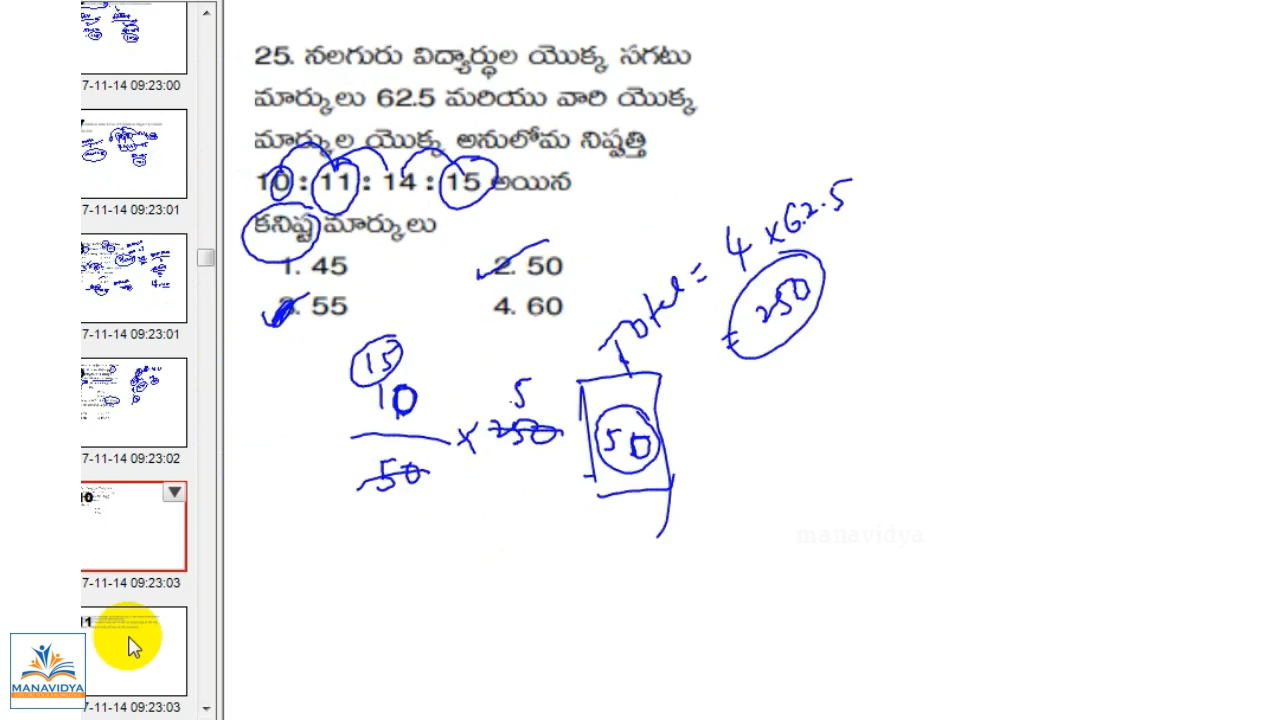 7-11-14 09:23:00
7-11-14 09:23:01
7-11-14 09:23:01
7-11-14 09:23:02
10
7-11-14 09:23:03
11
7-11-14 09:23:03
MANAVIDYA
25. నలగురు విద్యార్థుల యొక్క సగటు
మార్కులు 62.5 మరియు వారి యొక్క
మార్కుల యొక్క అనులోమ నిష్పత్తి
10 : 11 : 14 : 15 అయిన
కనిష్ట మార్కులు
1. 45 2. 50
3. 55 4. 60
Total = 4 × 62.5
= 250
15
10 5
× 250 50
50
manavidya